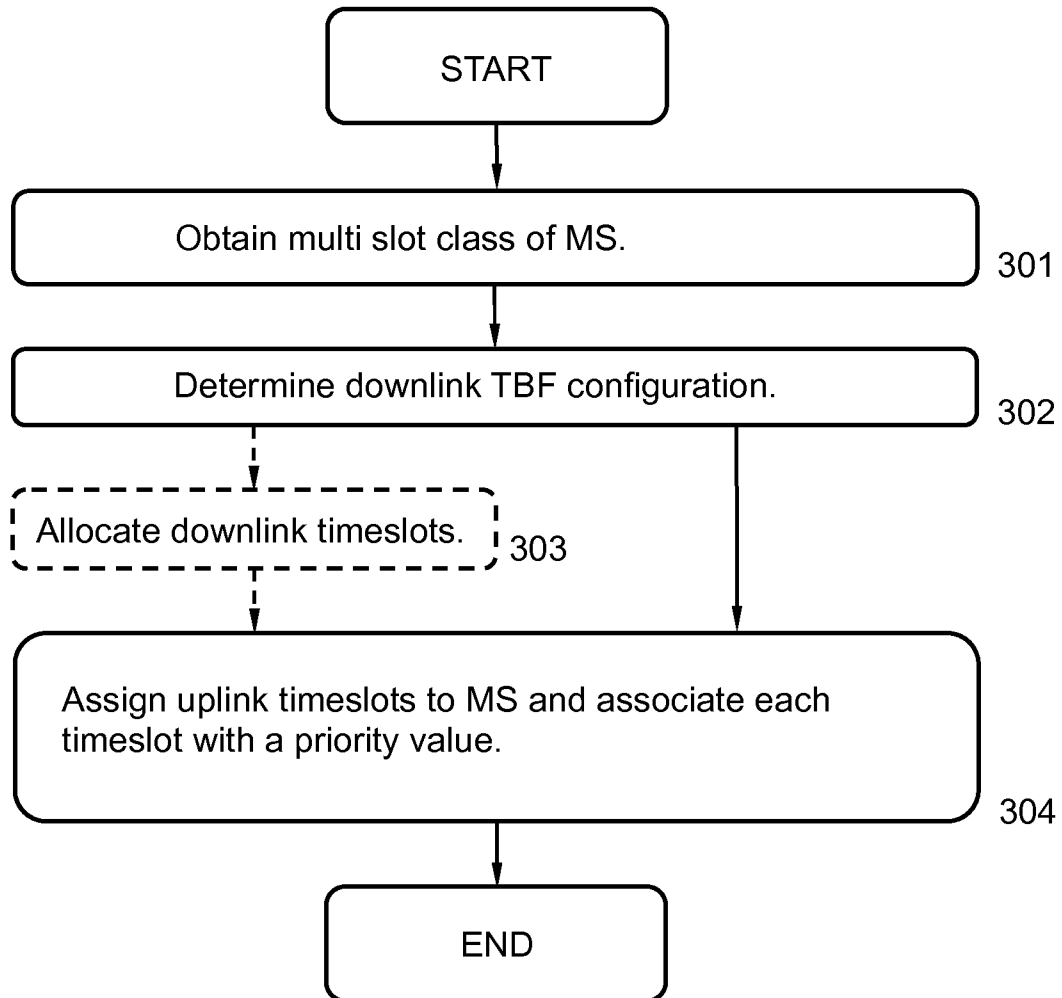 START
Obtain multi slot class of MS.
301
Determine downlink TBF configuration.
302
Allocate downlink timeslots.
303
Assign uplink timeslots to MS and associate each
timeslot with a priority value.
304
END